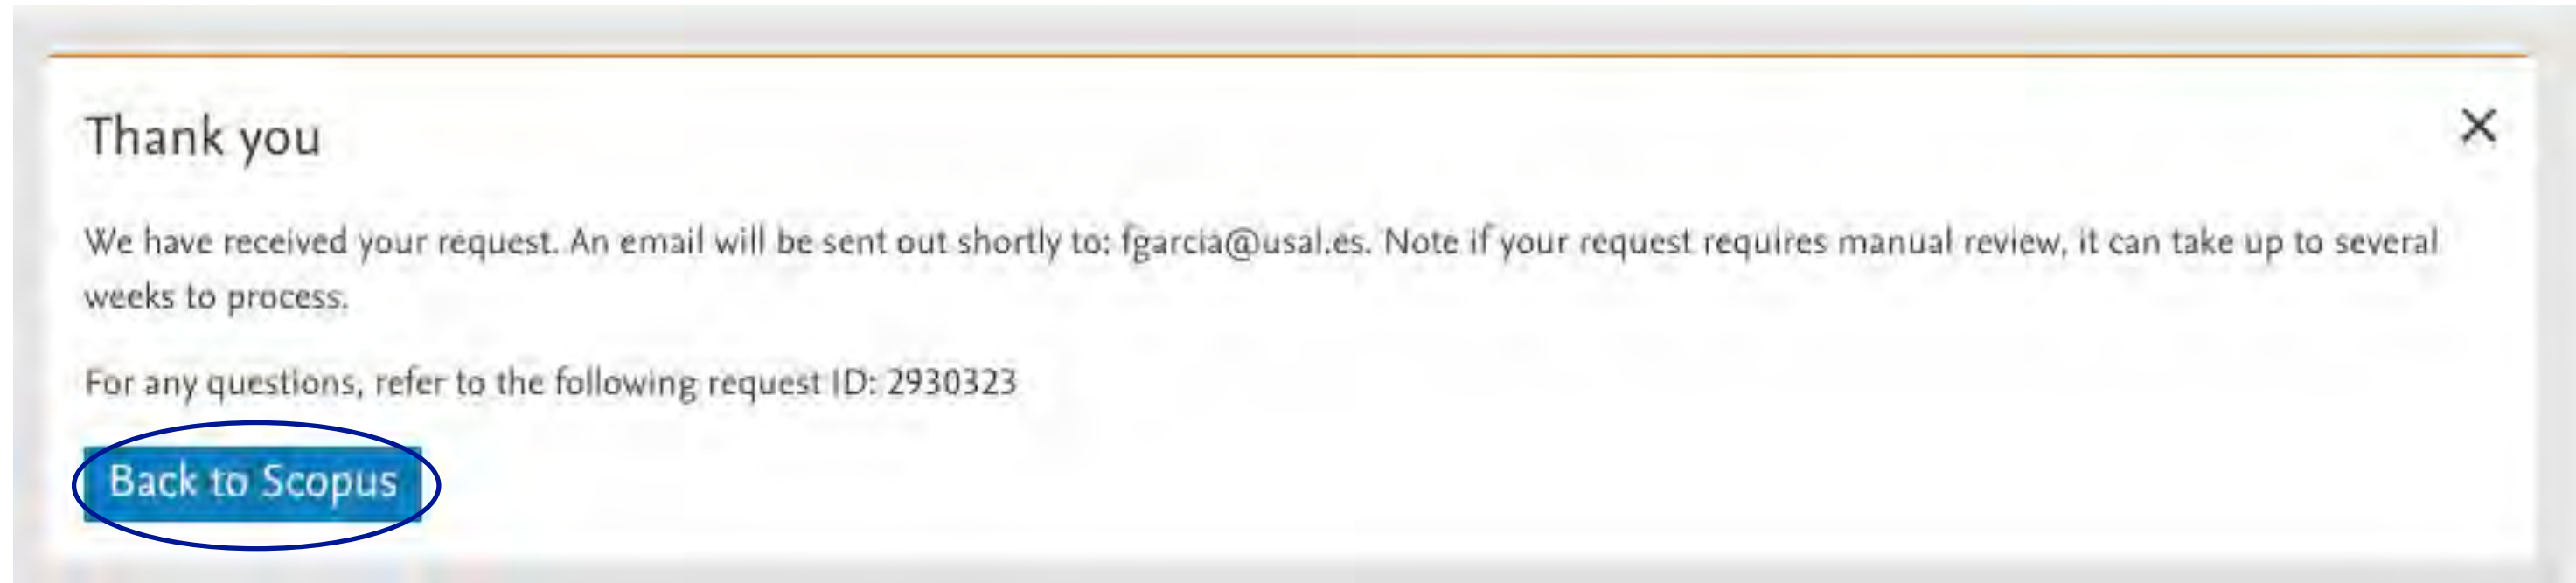 Thank you
We have received your request. An email will be sent out shortly to: fgarcia@usal.es. Note if your request requires manual review, it can take up to several
weeks to process.
For any questions, refer to the following request ID: 2930323
Back to Scopus